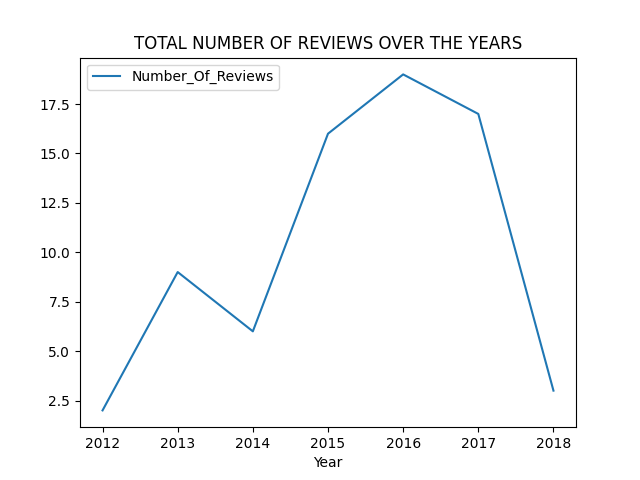 TOTAL NUMBER OF REVIEWS OVER THE YEARS
Number_Of_Reviews
17.5
15.0
12.5
10.0
7.5
5.0
2.5
2012 2013 2014 2015 2016 2017 2018
Year